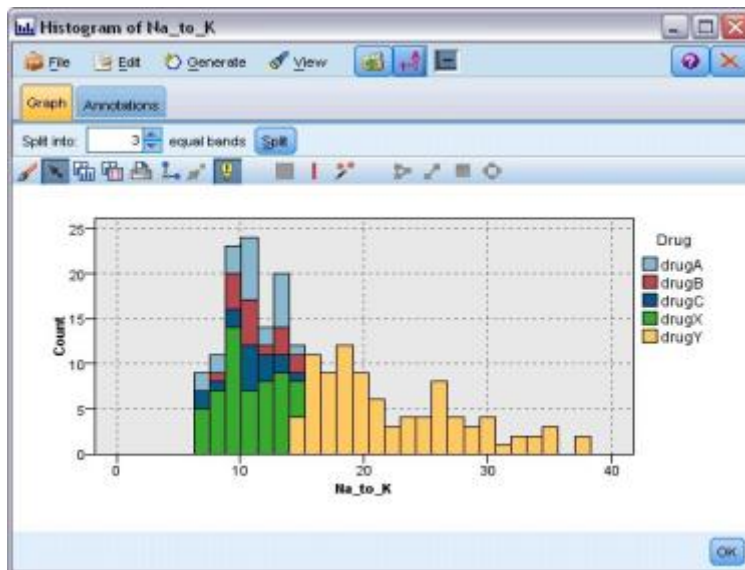 Histogram of Na_to_K
File Edit Generate View
Graph Annotations
Split into: 3 equal bands Split
Count
25
20
15
10
5
0
0 10 20 30 40
Na_to_K
Drug
drugA
drugB
drugC
drugX
drugY
OK